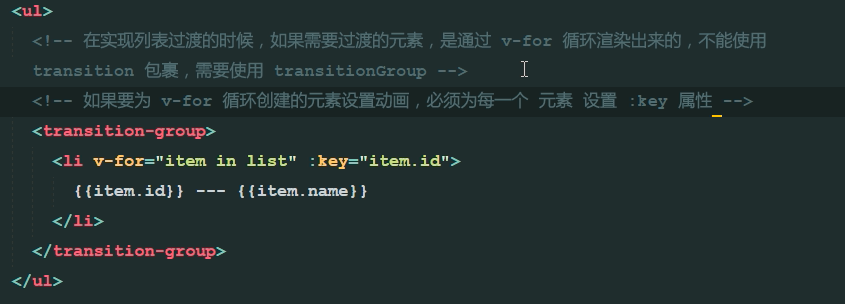 <ul>
<!-- 在实现列表过渡的时候，如果需要过渡的元素，是通过 v-for 循环渲染出来的，不能使用
transition 包裹，需要使用 transitionGroup -->
<!-- 如果要为 v-for 循环创建的元素设置动画，必须为每一个 元素 设置 :key 属性 -->
<transition-group>
<li v-for="item in list" :key="item.id">
{{item.id}} --- {{item.name}}
</li>
</transition-group>
</ul>